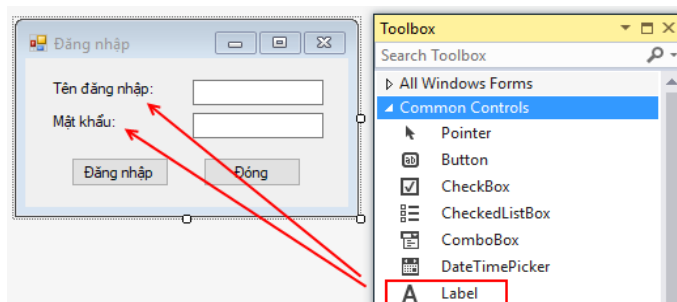 Đăng nhập
Tên đăng nhập:
Mật khẩu:
Đăng nhập
Đóng
Toolbox
Search Toolbox
All Windows Forms
Common Controls
Pointer
Button
CheckBox
CheckedListBox
ComboBox
DateTimePicker
A Label